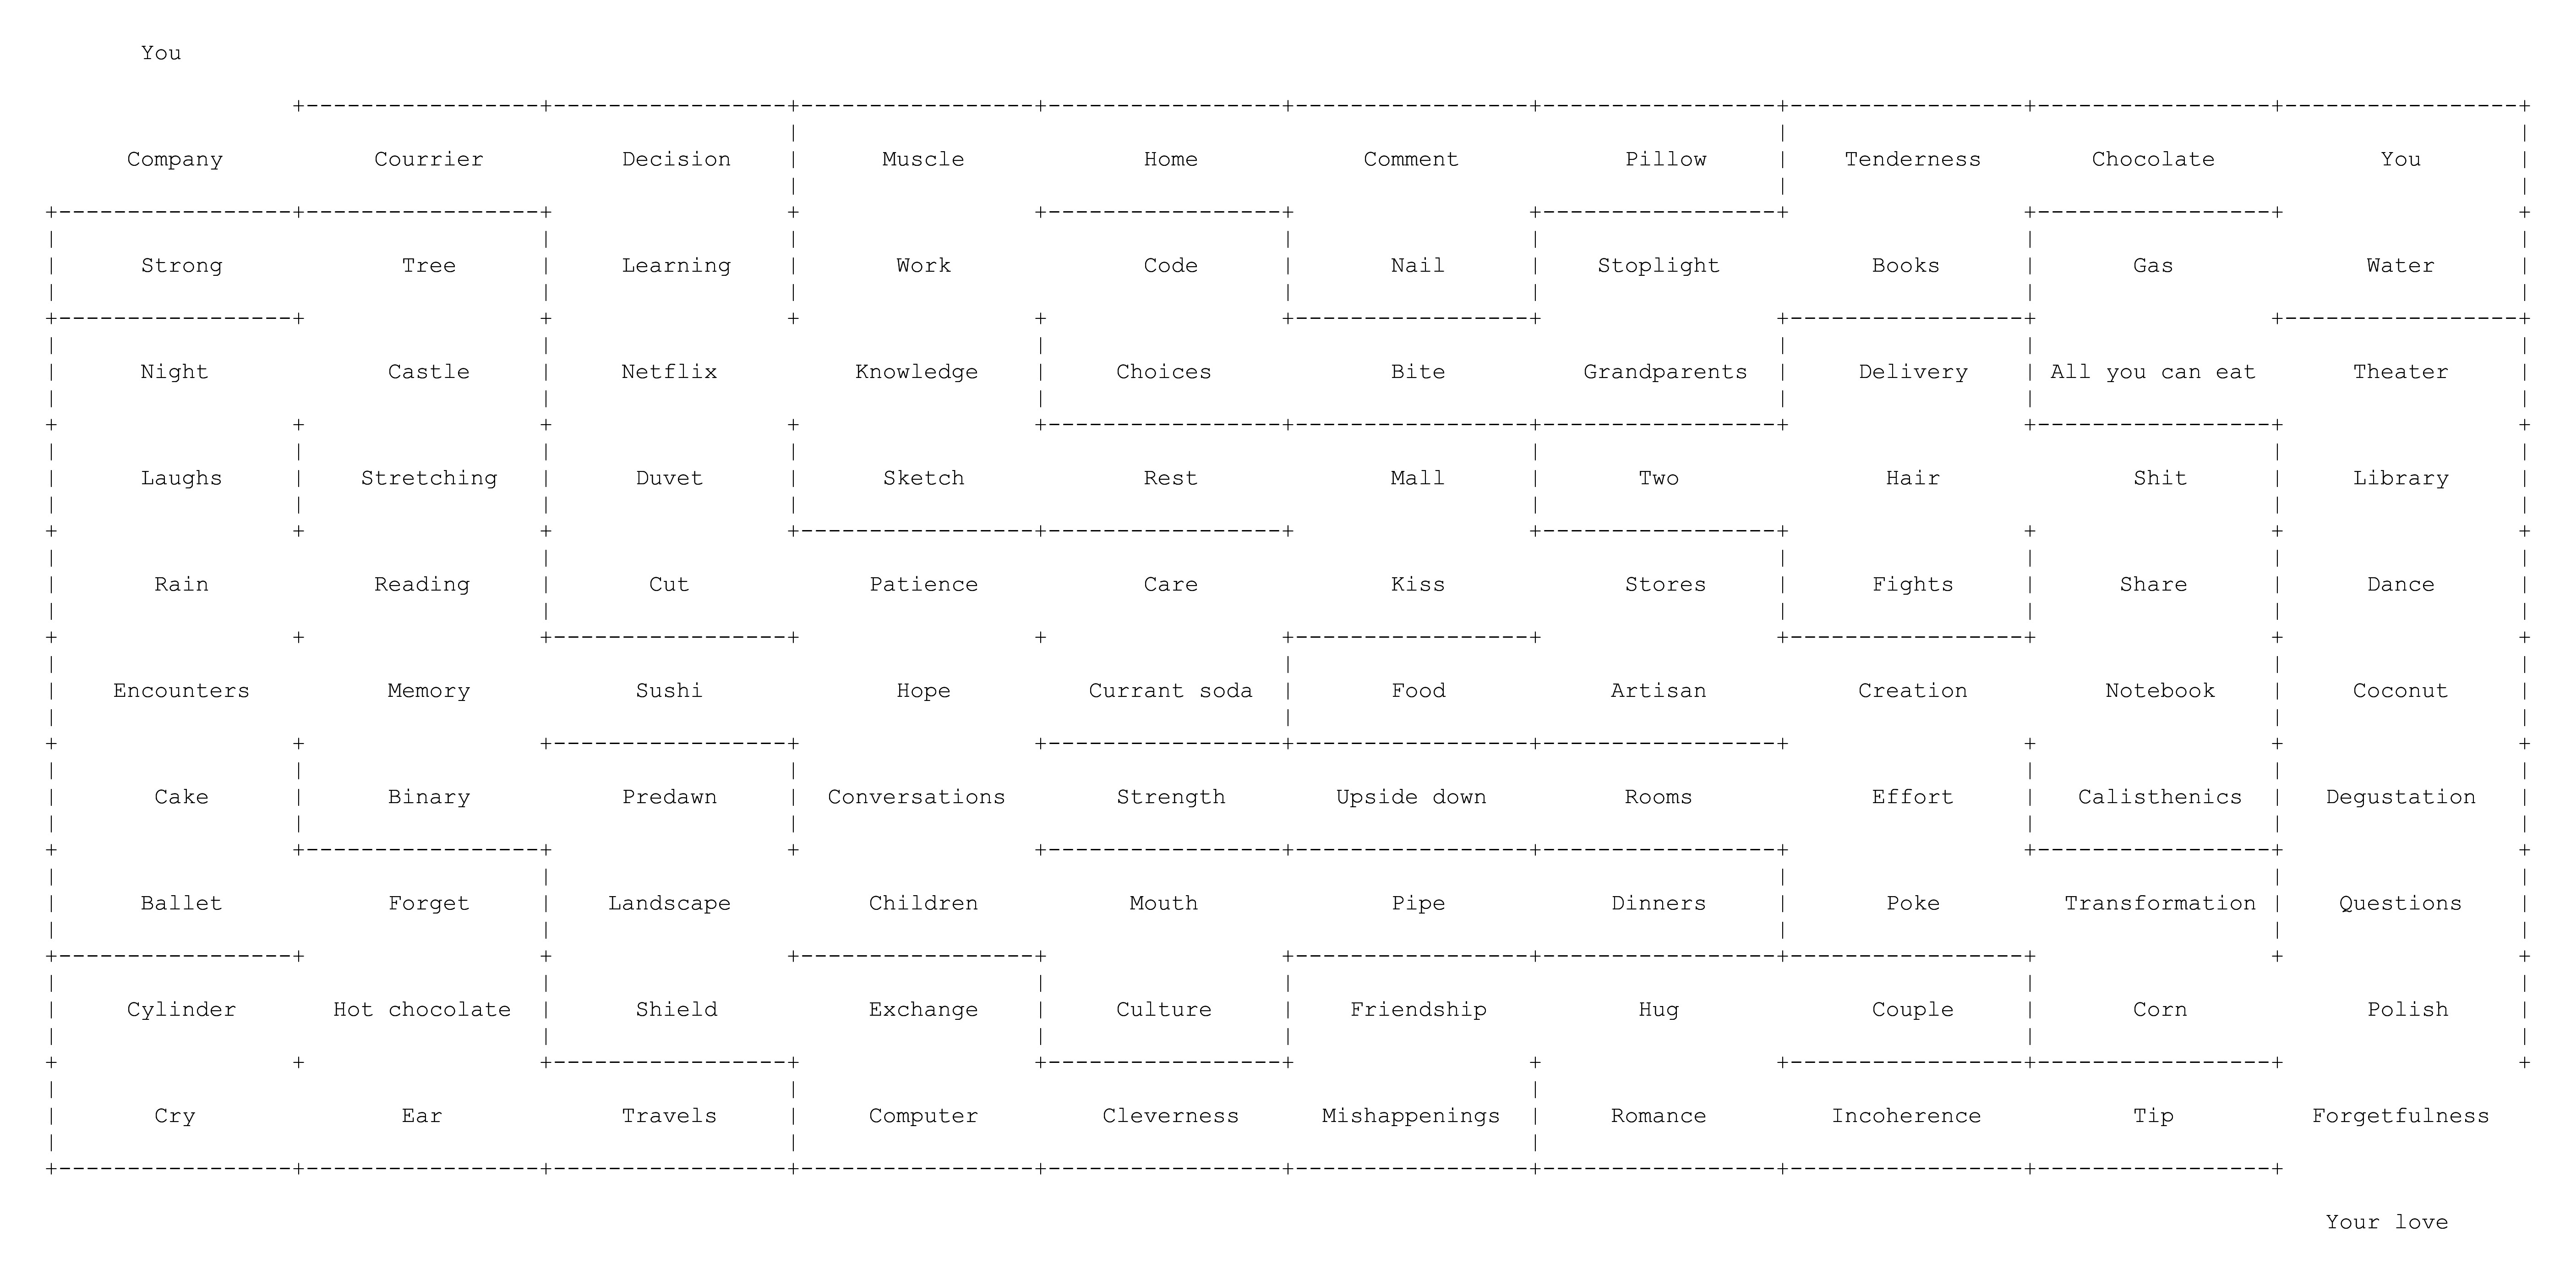 You
Company Courrier Decision Muscle Home Comment Pillow Tenderness Chocolate You
Strong Tree Learning Work Code Nail Stoplight Books Gas Water
Night Castle Netflix Knowledge Choices Bite Grandparents Delivery All you can eat Theater
Laughs Stretching Duvet Sketch Rest Mall Two Hair Shit Library
Rain Reading Cut Patience Care Kiss Stores Fights Share Dance
Encounters Memory Sushi Hope Currant soda Food Artisan Creation Notebook Coconut
Cake Binary Predawn Conversations Strength Upside down Rooms Effort Calisthenics Degustation
Ballet Forget Landscape Children Mouth Pipe Dinners Poke Transformation Questions
Cylinder Hot chocolate Shield Exchange Culture Friendship Hug Couple Corn Polish
Cry Ear Travels Computer Cleverness Mishappenings Romance Incoherence Tip Forgetfulness
Your love